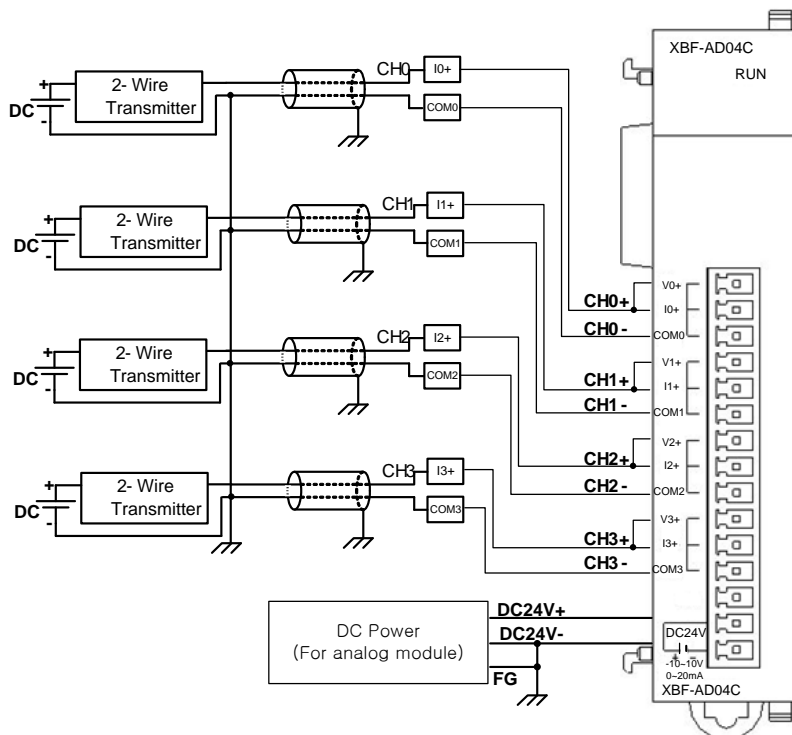 XBF-AD04C
RUN
CH0
I0+
+
2- Wire
Transmitter
DC
-
COM0
CH1
I1+
+
2- Wire
Transmitter
DC
-
COM1
V0+
CH0+
I0+
CH0-
COM0
CH2
I2+
+
2- Wire
Transmitter
DC
-
COM2
V1+
CH1+
I1+
CH1-
COM1
V2+
CH2+
I2+
CH2-
COM2
CH3
I3+
+
2- Wire
Transmitter
DC
-
COM3
V3+
CH3+
I3+
CH3-
COM3
DC Power
(For analog module)
DC24V+
DC24V-
FG
DC24V
+ −
-10~10V
0~20mA
XBF-AD04C